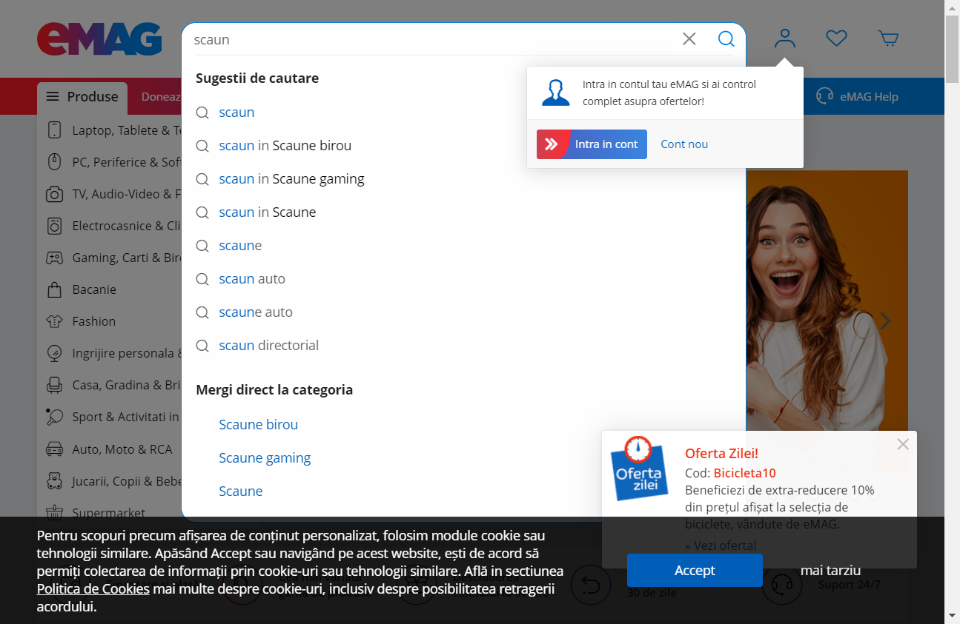 eMAG
scaun
Produse
Doneaz
eMAG Help
Intra in contul tau eMAG si ai control
complet asupra ofertelor!
Intra in cont
Cont nou
Sugestii de cautare
scaun
scaun in Scaune birou
scaun in Scaune gaming
scaun in Scaune
scaune
scaun auto
scaune auto
scaun directorial
Mergi direct la categoria
Scaune birou
Scaune gaming
Scaune
Laptop, Tablete & Te
PC, Periferice & Soft
TV, Audio-Video & F
Electrocasnice & Cli
Gaming, Carti & Bir
Bacanie
Fashion
Ingrijire personala &
Casa, Gradina & Bri
Sport & Activitati in
Auto, Moto & RCA
Jucarii, Copii & Bebe
Supermarket
Oferta zilei
Oferta Zilei!
Cod: Bicicleta10
Beneficiezi de extra-reducere 10%
din prețul afișat la selecția de
biciclete, vândute de eMAG.
» Vezi oferta!
Pentru scopuri precum afișarea de conținut personalizat, folosim module cookie sau
tehnologii similare. Apăsând Accept sau navigând pe acest website, ești de acord să
permiți colectarea de informații prin cookie-uri sau tehnologii similare. Află in sectiunea
Politica de Cookies mai multe despre cookie-uri, inclusiv despre posibilitatea retragerii
acordului.
Accept
mai tarziu
30 de zile
Suport 24/7